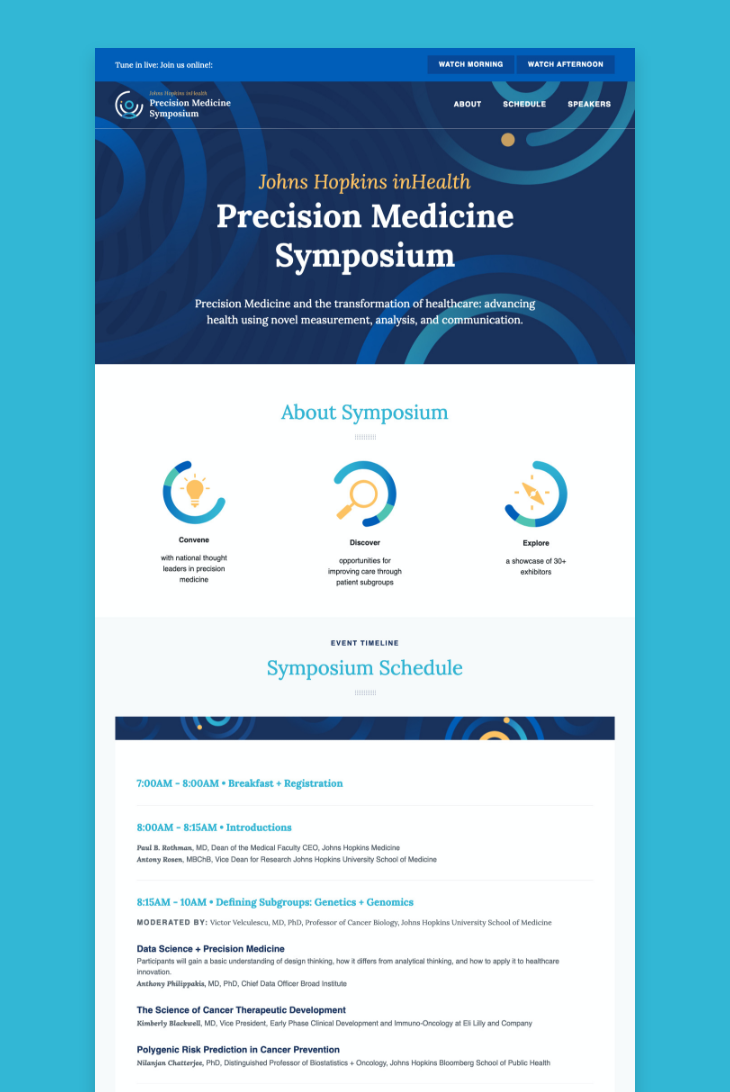 Tune in live: Join us online!:
WATCH MORNING
WATCH AFTERNOON
Johns Hopkins inHealth
Precision Medicine
Symposium
ABOUT
SCHEDULE
SPEAKERS
Johns Hopkins inHealth
Precision Medicine
Symposium
Precision Medicine and the transformation of healthcare: advancing
health using novel measurement, analysis, and communication.
About Symposium
Convene
with national thought
leaders in precision
medicine
Discover
opportunities for
improving care through
patient subgroups
Explore
a showcase of 30+
exhibitors
EVENT TIMELINE
Symposium Schedule
7:00AM - 8:00AM • Breakfast + Registration
8:00AM - 8:15AM • Introductions
Paul B. Rothman, MD, Dean of the Medical Faculty CEO, Johns Hopkins Medicine
Antony Rosen, MBChB, Vice Dean for Research Johns Hopkins University School of Medicine
8:15AM - 10AM • Defining Subgroups: Genetics + Genomics
MODERATED BY: Victor Velculescu, MD, PhD, Professor of Cancer Biology, Johns Hopkins University School of Medicine
Data Science + Precision Medicine
Participants will gain a basic understanding of design thinking, how it differs from analytical thinking, and how to apply it to healthcare
innovation.
Anthony Philippakis, MD, PhD, Chief Data Officer Broad Institute
The Science of Cancer Therapeutic Development
Kimberly Blackwell, MD, Vice President, Early Phase Clinical Development and Immuno-Oncology at Eli Lilly and Company
Polygenic Risk Prediction in Cancer Prevention
Nilanjan Chatterjee, PhD, Distinguished Professor of Biostatistics + Oncology, Johns Hopkins Bloomberg School of Public Health